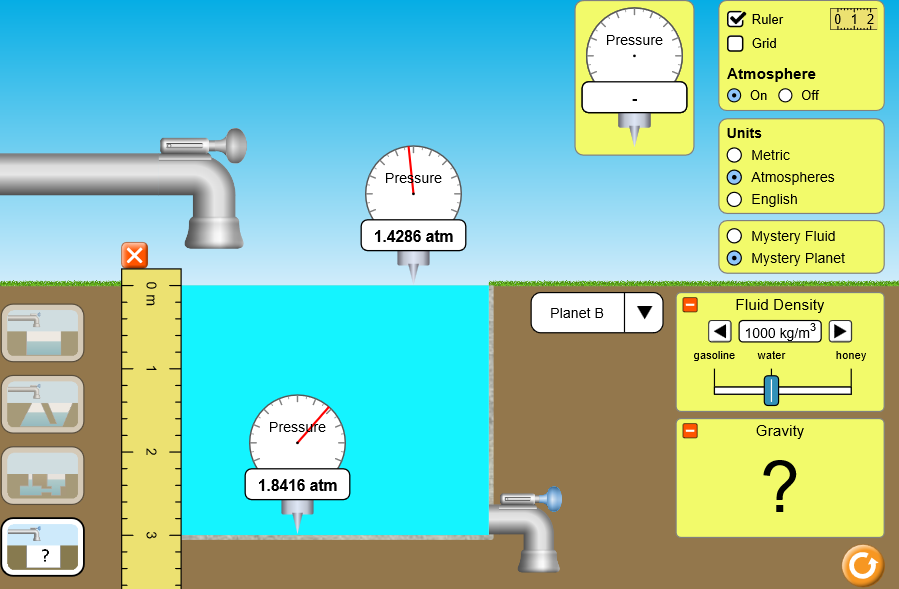 Pressure
-
Ruler
0 1 2
Grid
Atmosphere
On Off
Units
Metric
Atmospheres
English
Mystery Fluid
Mystery Planet
Pressure
1.4286 atm
0 m
1
2
3
Planet B
Fluid Density
1000 kg/m³
gasoline water honey
Gravity
?
Pressure
1.8416 atm
?